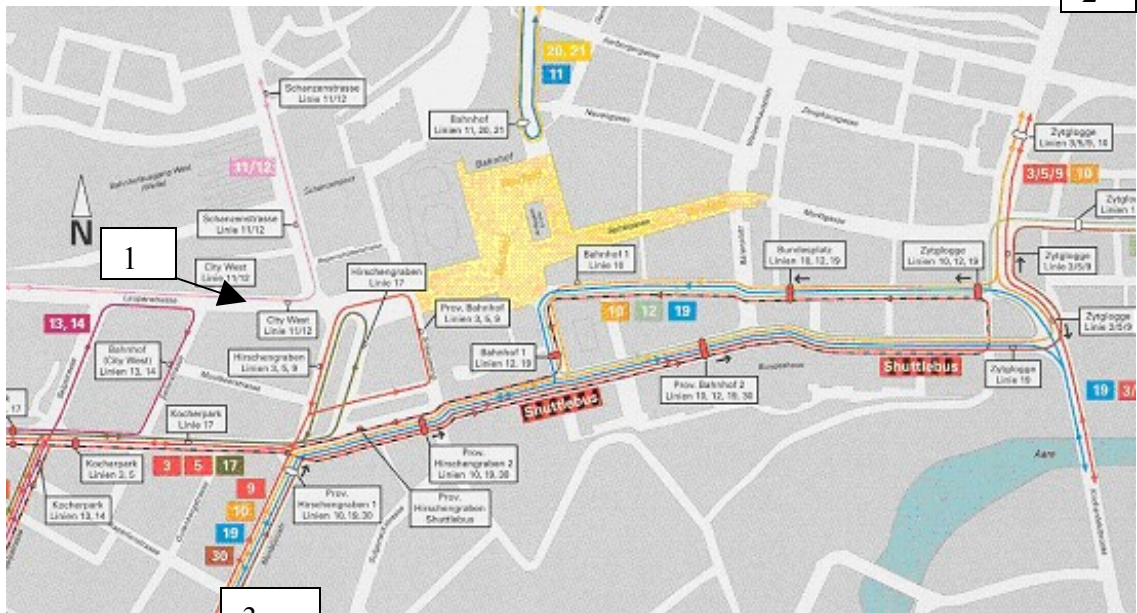 2
20, 21
11
Schanzenstrasse
Linie 11/12
Bahnhof
Linien 11, 20, 21
Neuengasse
Zytglogge
Linien 3/5/9, 10
3/5/9
10
11/12
Bahnhof
Schanzenstrasse
Linie 11/12
N
1
City West
Linie 11/12
Hirschengraben
Linie 17
Bahnhof 1
Linie 10
Bundesplatz
Linien 10, 12, 19
Zytglogge
Linien 10, 12, 19
Zytglogge
Linie 3/5/9
Marktgasse
13, 14
City West
Linie 11/12
Prov. Bahnhof
Linien 3, 5, 9
10
12
19
Zytglogge
Linie 3/5/9
Bahnhof
(City West)
Linien 13, 14
Hirschengraben
Linien 3, 5, 9
Bahnhof 1
Linien 12, 19
Prov. Bahnhof 2
Linien 10, 12, 19, 30
Shuttlebus
Zytglogge
Linie 19
19
3/
17
Kocherpark
Linie 17
Shuttlebus
Kocherpark
Linien 3, 5
3
5
17
Prov.
Hirschengraben 2
Linien 10, 19, 30
Aare
Kocherpark
Linien 13, 14
9
10
19
30
Prov.
Hirschengraben 1
Linien 10, 19, 30
Prov.
Hirschengraben
Shuttlebus
3